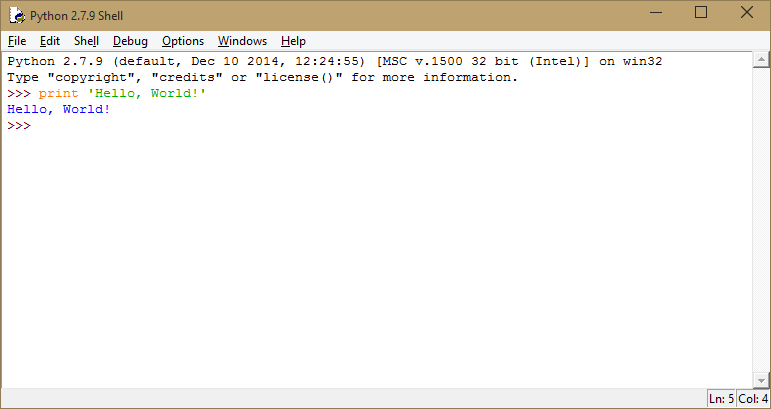 Python 2.7.9 Shell
File Edit Shell Debug Options Windows Help
Python 2.7.9 (default, Dec 10 2014, 12:24:55) [MSC v.1500 32 bit (Intel)] on win32
Type "copyright", "credits" or "license()" for more information.
>>> print 'Hello, World!'
Hello, World!
>>>
Ln: 5 Col: 4